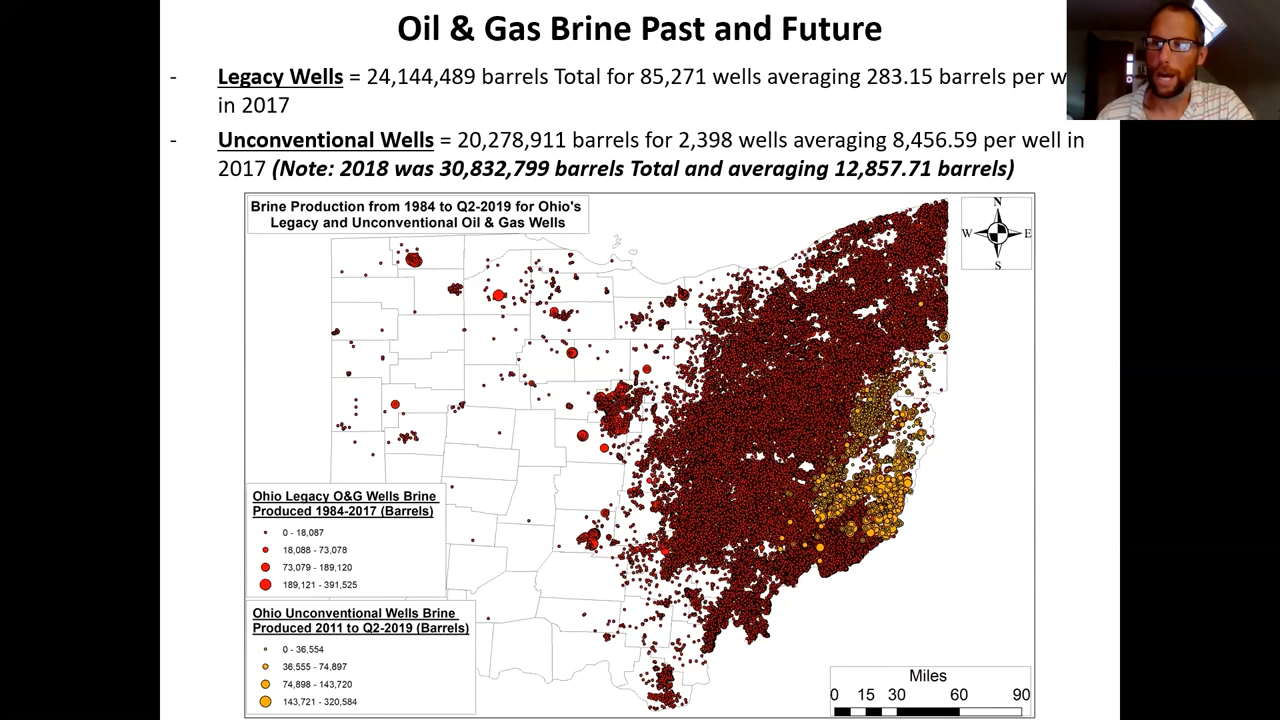 Oil & Gas Brine Past and Future
- Legacy Wells = 24,144,489 barrels Total for 85,271 wells averaging 283.15 barrels per
in 2017
- Unconventional Wells = 20,278,911 barrels for 2,398 wells averaging 8,456.59 per well in
2017 (Note: 2018 was 30,832,799 barrels Total and averaging 12,857.71 barrels)
Brine Production from 1984 to Q2-2019 for Ohio's
Legacy and Unconventional Oil & Gas Wells
N
W E
S
Ohio Legacy O&G Wells Brine
Produced 1984-2017 (Barrels)
0 - 18,087
18,088 - 73,078
73,079 - 189,120
189,121 - 391,525
Ohio Unconventional Wells Brine
Produced 2011 to Q2-2019 (Barrels)
0 - 36,554
36,555 - 74,897
74,898 - 143,720
143,721 - 320,584
Miles
0 15 30 60 90